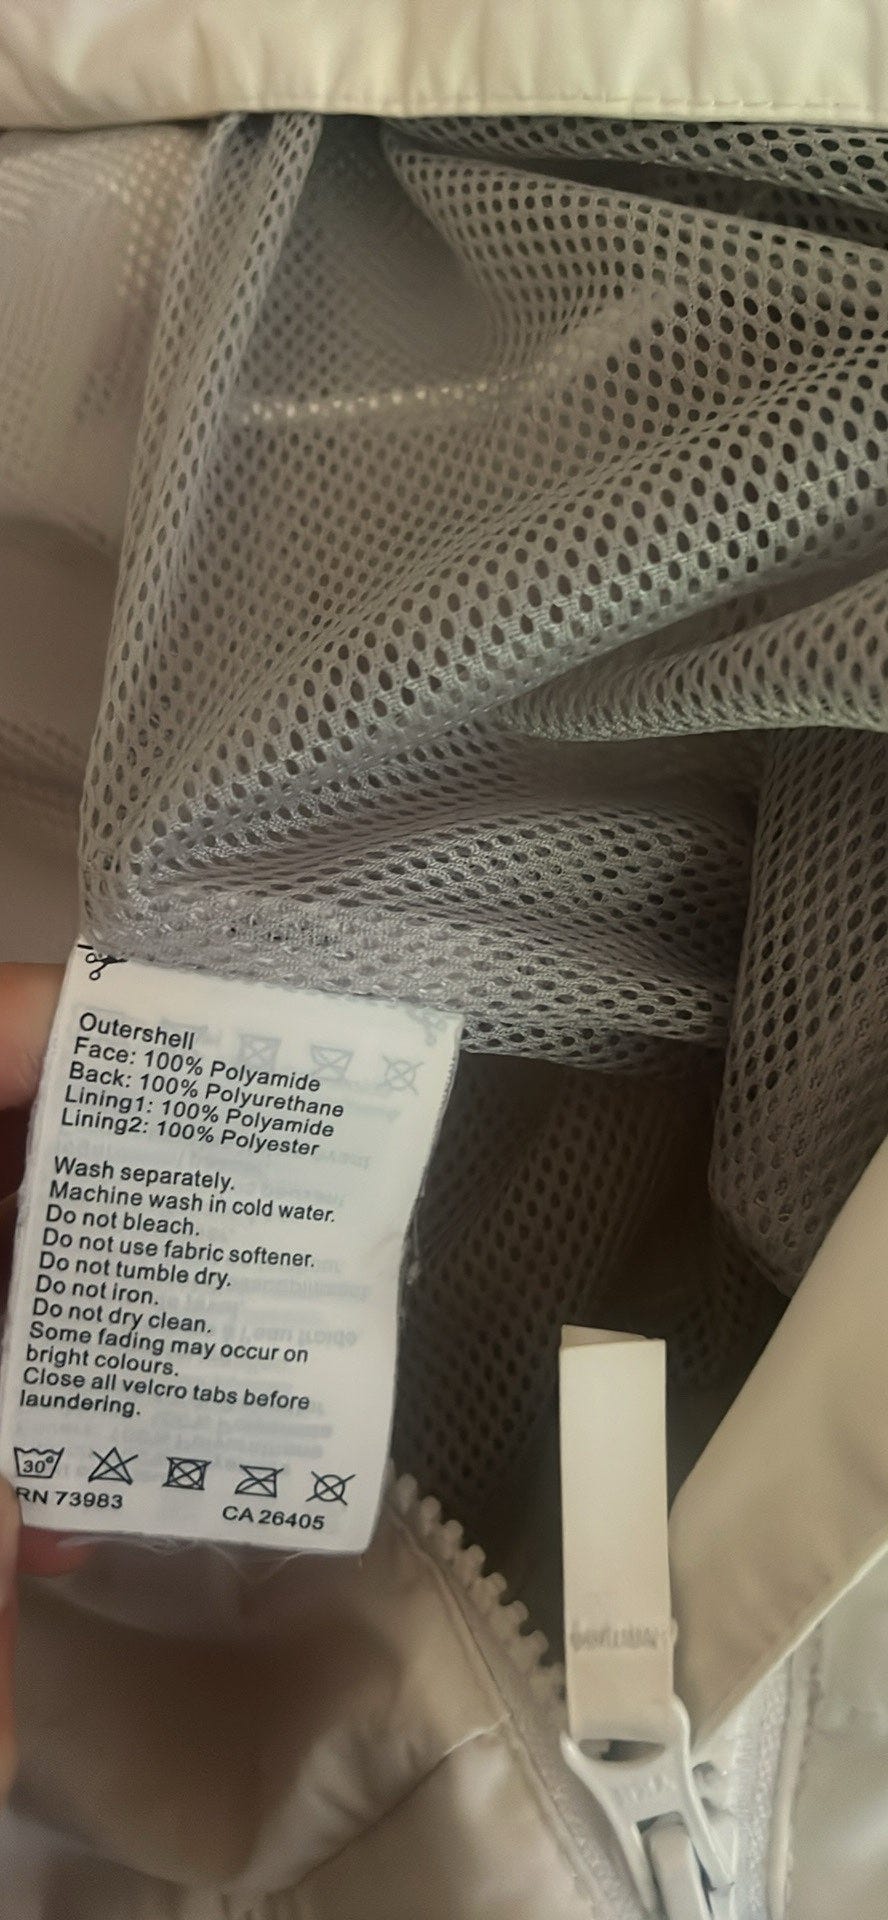 Outershell
Face: 100% Polyamide
Back: 100% Polyurethane
Lining1: 100% Polyamide
Lining2: 100% Polyester
Wash separately.
Machine wash in cold water.
Do not bleach.
Do not use fabric softener.
Do not tumble dry.
Do not iron.
Do not dry clean.
Some fading may occur on
bright colours.
Close all velcro tabs before
laundering.
30°
RN 73983 CA 26405